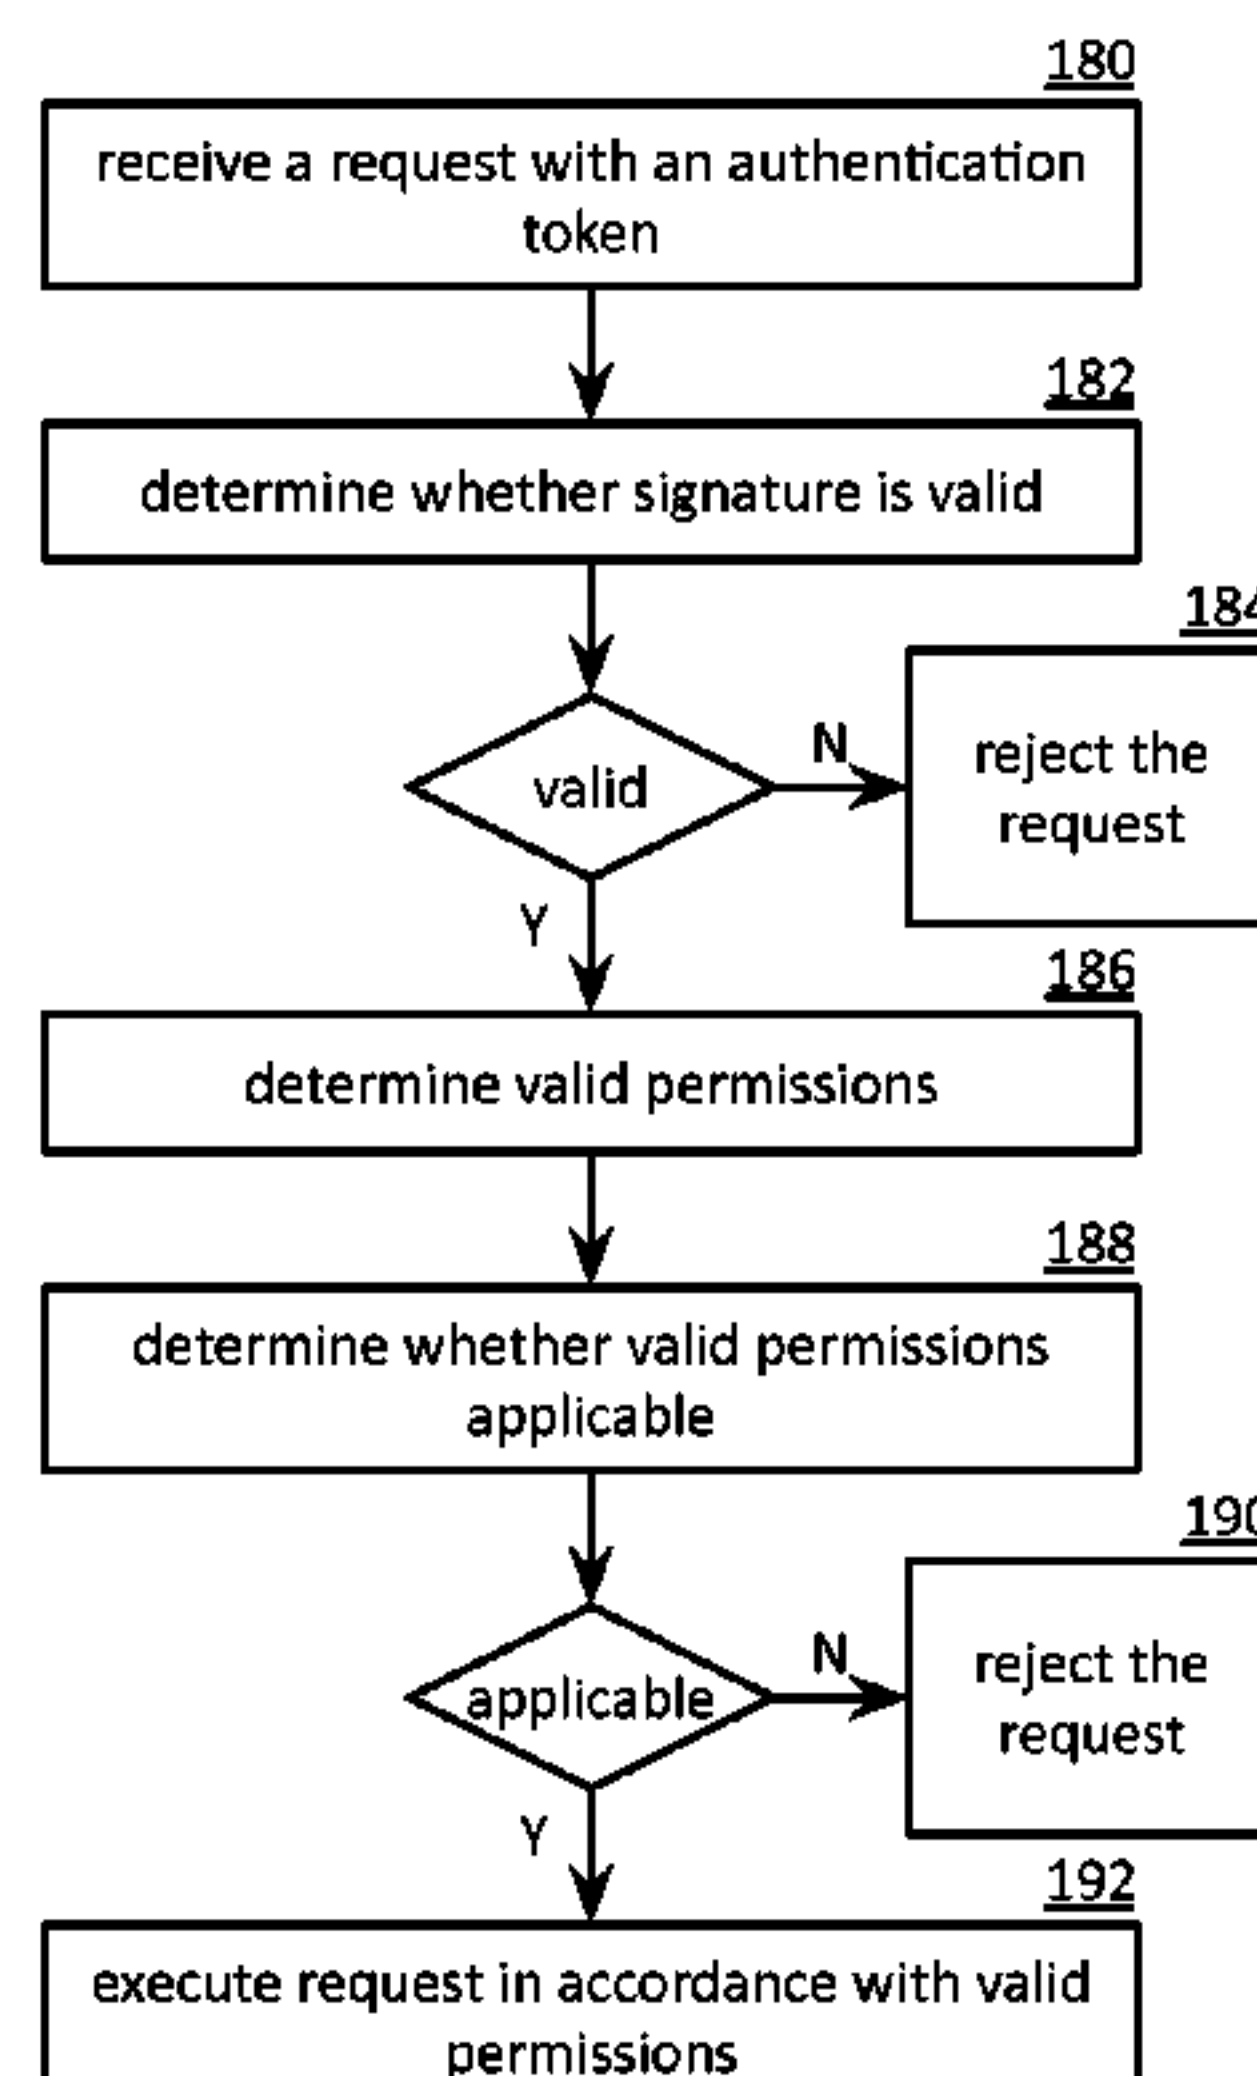 180
receive a request with an authentication
token
182
determine whether signature is valid
184
valid
N
reject the
request
Y
186
determine valid permissions
188
determine whether valid permissions
applicable
190
applicable
N
reject the
request
Y
192
execute request in accordance with valid
permissions